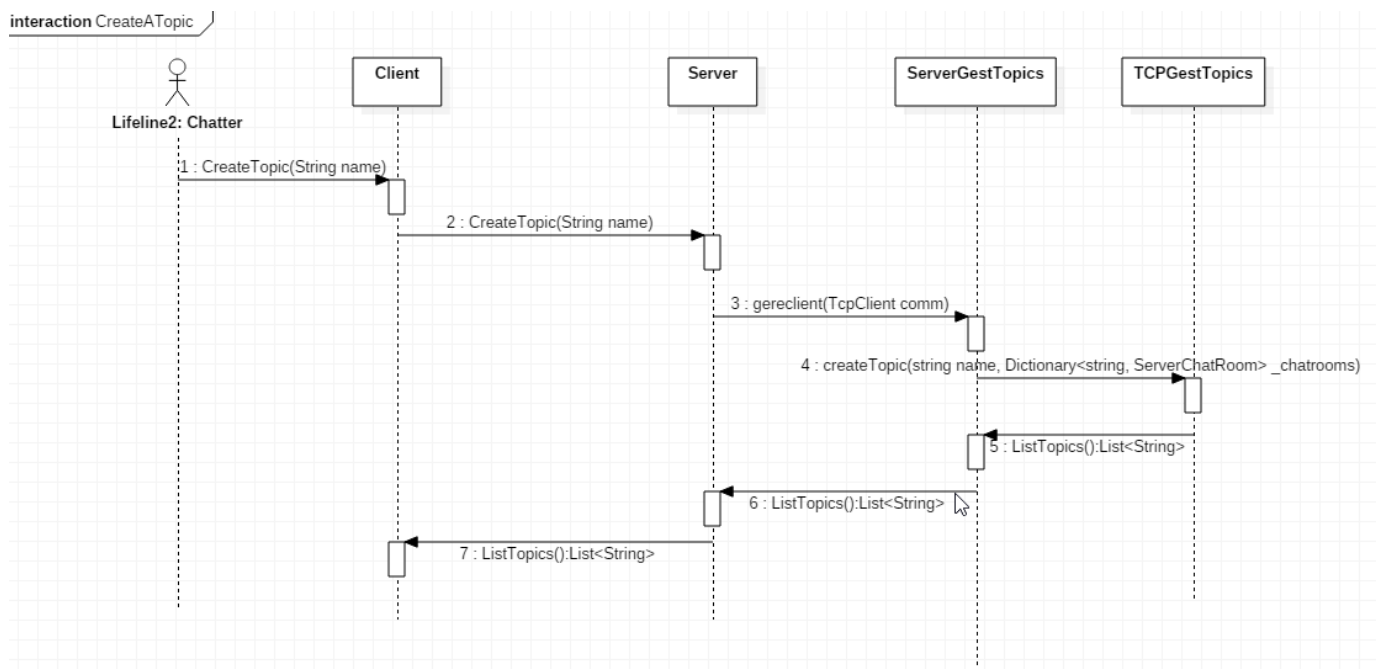 interaction CreateATopic
Client
Server
ServerGestTopics
TCPGestTopics
Lifeline2: Chatter
1 : CreateTopic(String name)
2 : CreateTopic(String name)
3 : gereclient(TcpClient comm)
4 : createTopic(string name, Dictionary<string, ServerChatRoom> _chatrooms)
5 : ListTopics():List<String>
6 : ListTopics():List<String>
7 : ListTopics():List<String>